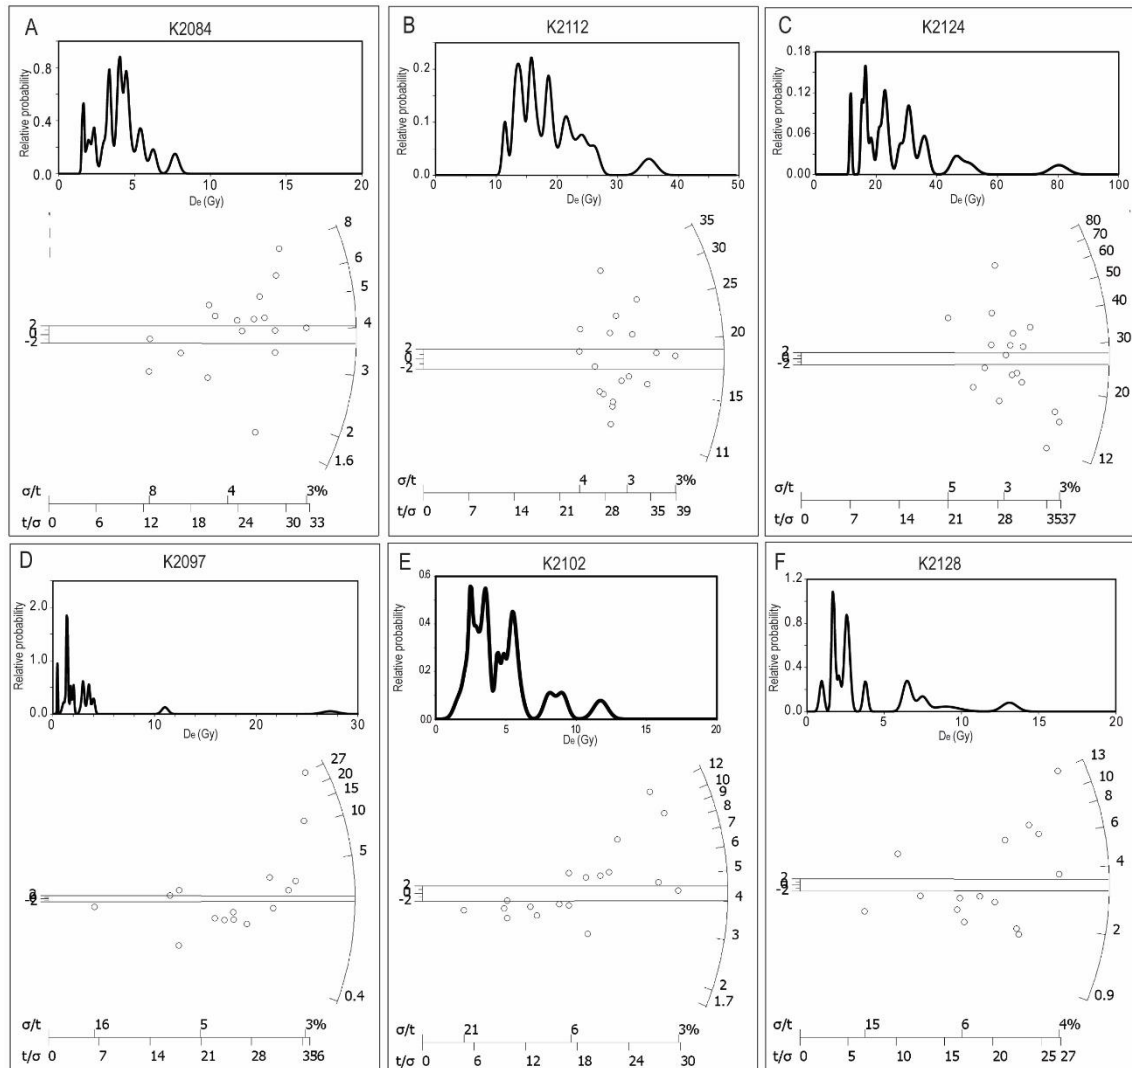 A
K2084
Relative probability
0.8
0.4
0.0
0 5 10 15 20
De (Gy)
8
6
5
4
3
2
1.6
2
0
-2
σ/t 8 4 3%
t/σ 0 6 12 18 24 30 33
B
K2112
Relative probability
0.2
0.1
0.0
0 10 20 30 40 50
De (Gy)
35
30
25
20
15
11
2
0
-2
σ/t 4 3 3%
t/σ 0 7 14 21 28 35 39
C
K2124
Relative probability
0.18
0.12
0.06
0.00
0 20 40 60 80 100
De (Gy)
80
70
60
50
40
30
20
12
2
0
-2
σ/t 5 3 3%
t/σ 0 7 14 21 28 3537
D
K2097
Relative probability
2.0
1.0
0.0
0 10 20 30
De (Gy)
27
20
15
10
5
0.4
2
0
-2
σ/t 16 5 3%
t/σ 0 7 14 21 28 3536
E
K2102
Relative probability
0.6
0.4
0.2
0.0
0 5 10 15 20
De (Gy)
12
10
9
8
7
6
5
4
3
2
1.7
2
0
-2
σ/t 21 6 3%
t/σ 0 6 12 18 24 30
F
K2128
Relative probability
1.2
0.8
0.4
0.0
0 5 10 15 20
De (Gy)
13
10
8
6
4
2
0.9
2
0
-2
σ/t 15 6 4%
t/σ 0 5 10 15 20 25 27